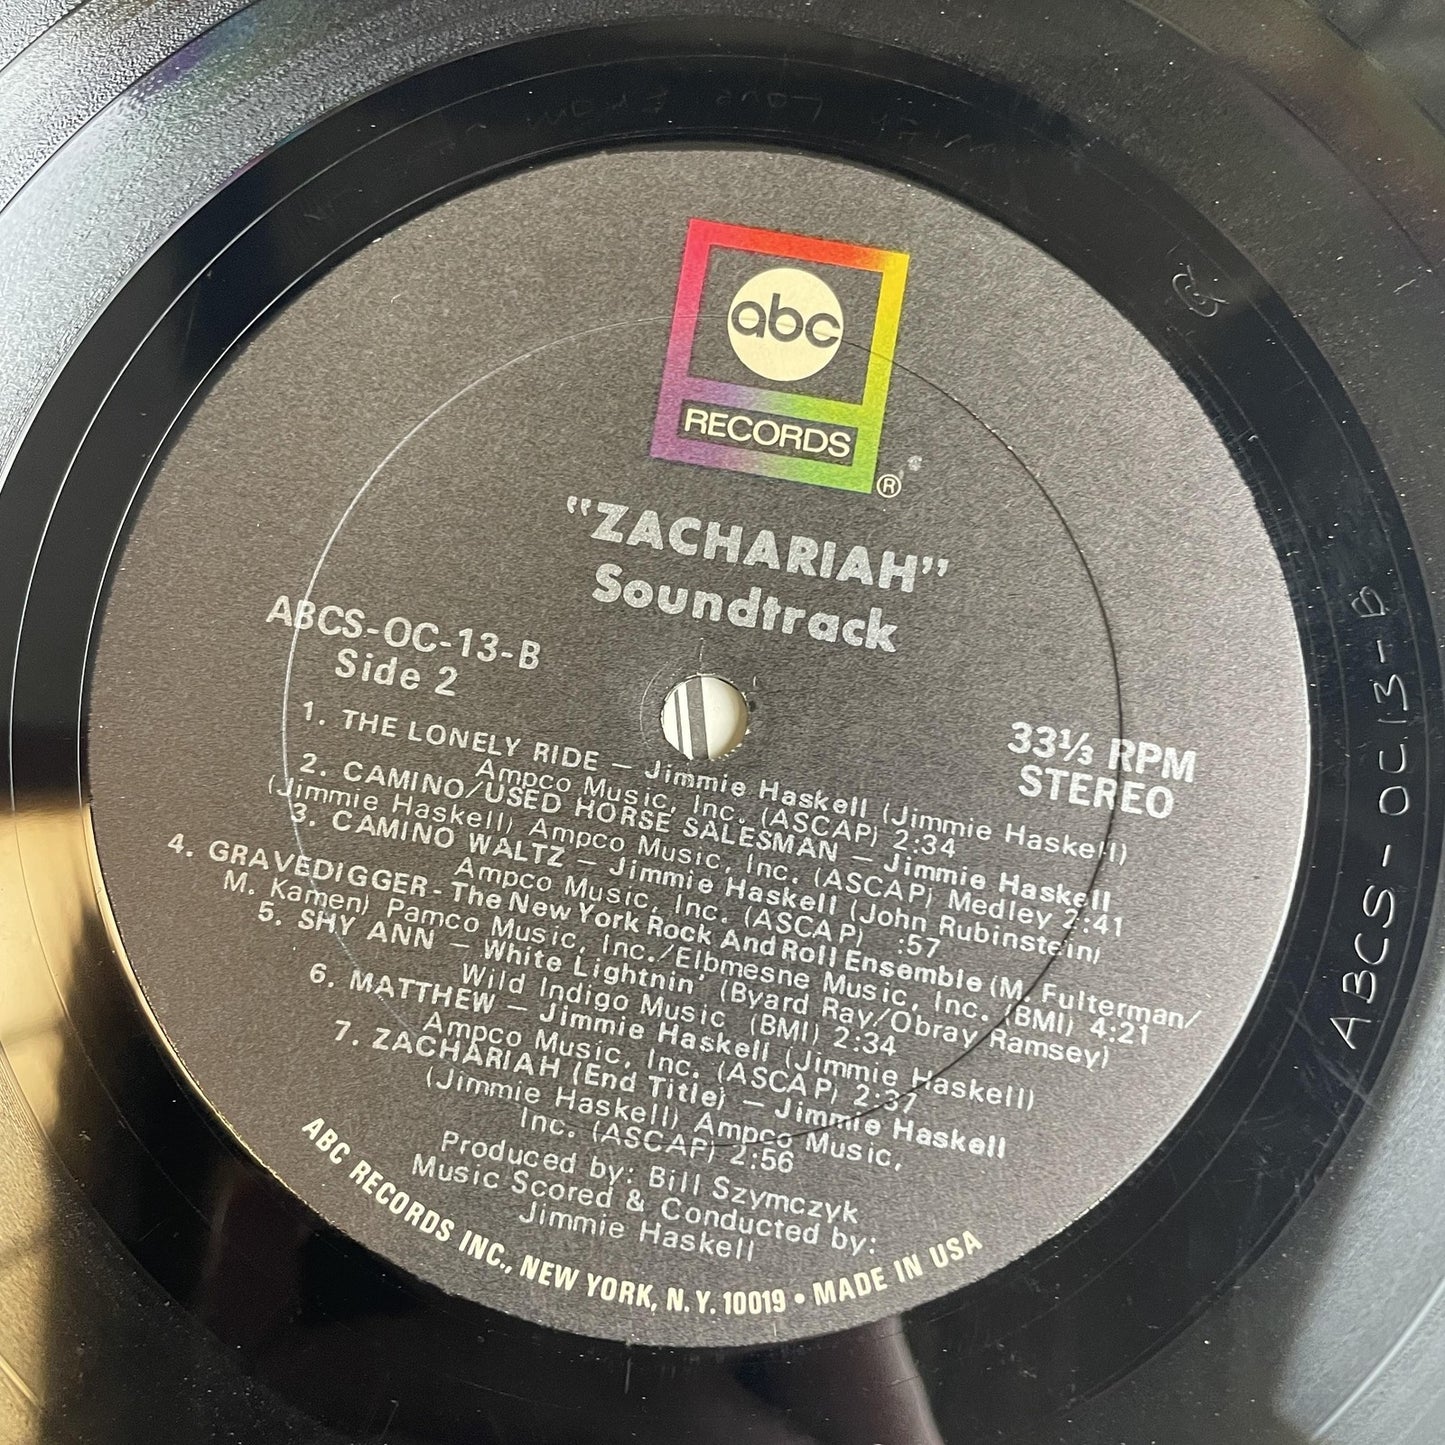 abc
RECORDS
®
"ZACHARIAH"
Soundtrack
ABCS-OC-13-B
Side 2
33⅓ RPM
STEREO
1. THE LONELY RIDE – Jimmie Haskell (Jimmie Haskell)
Ampco Music, Inc. (ASCAP) 2:34
2. CAMINO/USED HORSE SALESMAN – Jimmie Haskell
(Jimmie Haskell) Ampco Music, Inc. (ASCAP) Medley 2:41
3. CAMINO WALTZ – Jimmie Haskell (John Rubinstein)
Ampco Music, Inc. (ASCAP) :57
4. GRAVEDIGGER - The New York Rock And Roll Ensemble (M. Fulterman/
M. Kamen) Pamco Music, Inc./Elbmesne Music, Inc. (BMI) 4:21
5. SHY ANN – White Lightnin' (Byard Ray/Obray Ramsey)
Wild Indigo Music (BMI) 2:34
6. MATTHEW – Jimmie Haskell (Jimmie Haskell)
Ampco Music, Inc. (ASCAP) 2:37
7. ZACHARIAH (End Title) – Jimmie Haskell
(Jimmie Haskell) Ampco Music,
Inc. (ASCAP) 2:56
Produced by: Bill Szymczyk
Music Scored & Conducted by:
Jimmie Haskell
ABC RECORDS INC., NEW YORK, N.Y. 10019 • MADE IN USA
ABCS-OC13-B
With Love From